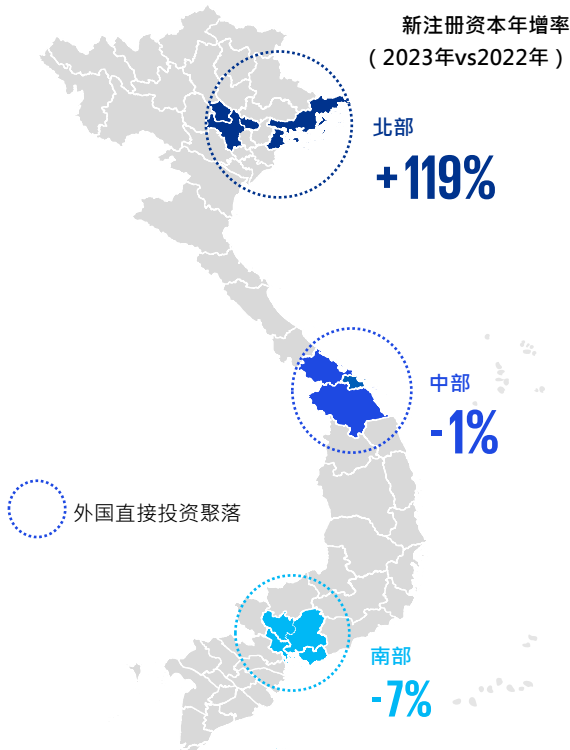 新注册资本年增率
（2023年vs2022年）
北部
+119%
中部
-1%
外国直接投资聚落
南部
-7%